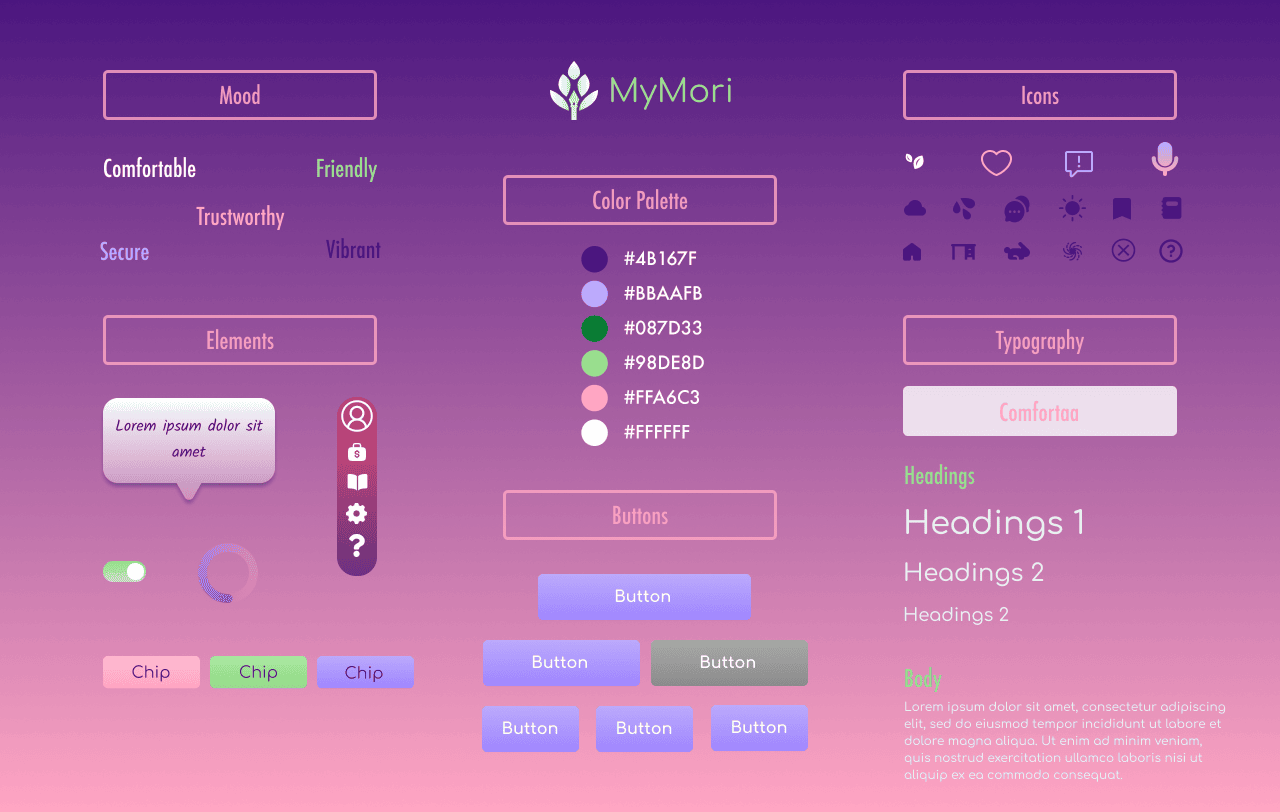 Mood
Comfortable
Friendly
Trustworthy
Secure
Vibrant
Elements
Lorem ipsum dolor sit
amet
$
?
Chip
Chip
Chip
MyMori
Color Palette
#4B167F
#BBAAFB
#087D33
#98DE8D
#FFA6C3
#FFFFFF
Buttons
Button
Button
Button
Button
Button
Button
Icons
!
?
Typography
Comfortaa
Headings
Headings 1
Headings 2
Headings 2
Body
Lorem ipsum dolor sit amet, consectetur adipiscing
elit, sed do eiusmod tempor incididunt ut labore et
dolore magna aliqua. Ut enim ad minim veniam,
quis nostrud exercitation ullamco laboris nisi ut
aliquip ex ea commodo consequat.